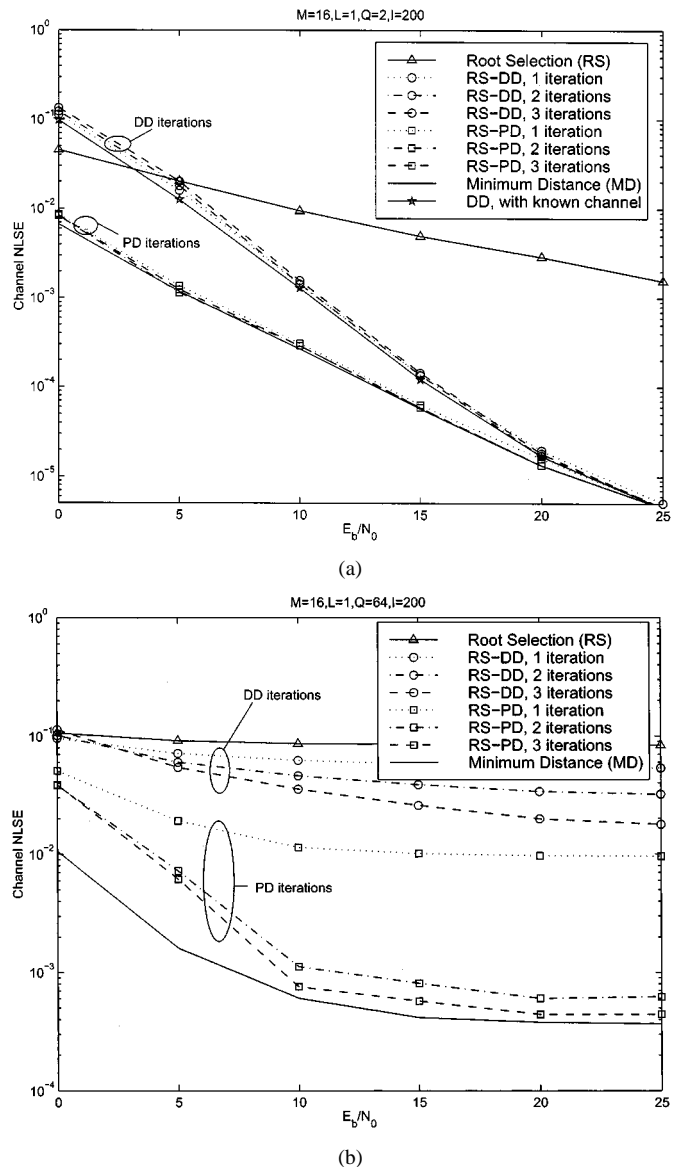 M=16,L=1,Q=2,I=200
10^0
10^-1
10^-2
10^-3
10^-4
10^-5
Channel NLSE
Root Selection (RS)
RS-DD, 1 iteration
RS-DD, 2 iterations
RS-DD, 3 iterations
RS-PD, 1 iteration
RS-PD, 2 iterations
RS-PD, 3 iterations
Minimum Distance (MD)
DD, with known channel
DD iterations
PD iterations
0 5 10 15 20 25
E_b/N_0
(a)
M=16,L=1,Q=64,I=200
10^0
10^-1
10^-2
10^-3
10^-4
Channel NLSE
Root Selection (RS)
RS-DD, 1 iteration
RS-DD, 2 iterations
RS-DD, 3 iterations
RS-PD, 1 iteration
RS-PD, 2 iterations
RS-PD, 3 iterations
Minimum Distance (MD)
DD iterations
PD iterations
0 5 10 15 20 25
E_b/N_0
(b)